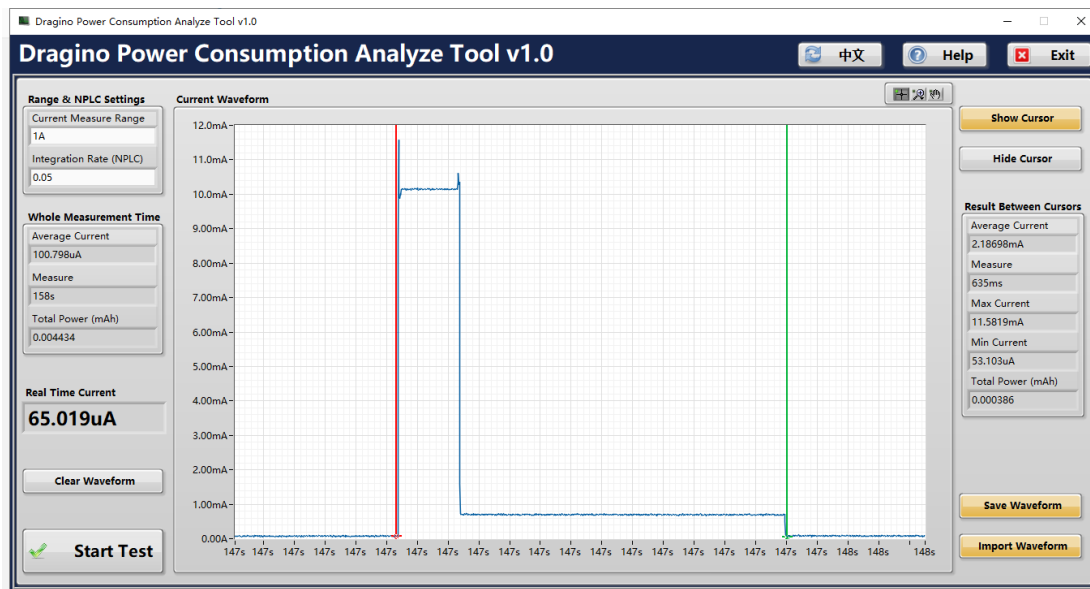 Dragino Power Consumption Analyze Tool v1.0
Dragino Power Consumption Analyze Tool v1.0
中文
Help
Exit
Range & NPLC Settings
Current Measure Range
1A
Integration Rate (NPLC)
0.05
Whole Measurement Time
Average Current
100.798uA
Measure
158s
Total Power (mAh)
0.004434
Real Time Current
65.019uA
Clear Waveform
Start Test
Current Waveform
12.0mA
11.0mA
10.0mA
9.00mA
8.00mA
7.00mA
6.00mA
5.00mA
4.00mA
3.00mA
2.00mA
1.00mA
0.00A
147s 147s 147s 147s 147s 147s 147s 147s 147s 147s 147s 147s 147s 147s 147s 147s 147s 147s 147s 147s 148s 148s 148s
Show Cursor
Hide Cursor
Result Between Cursors
Average Current
2.18698mA
Measure
635ms
Max Current
11.5819mA
Min Current
53.103uA
Total Power (mAh)
0.000386
Save Waveform
Import Waveform